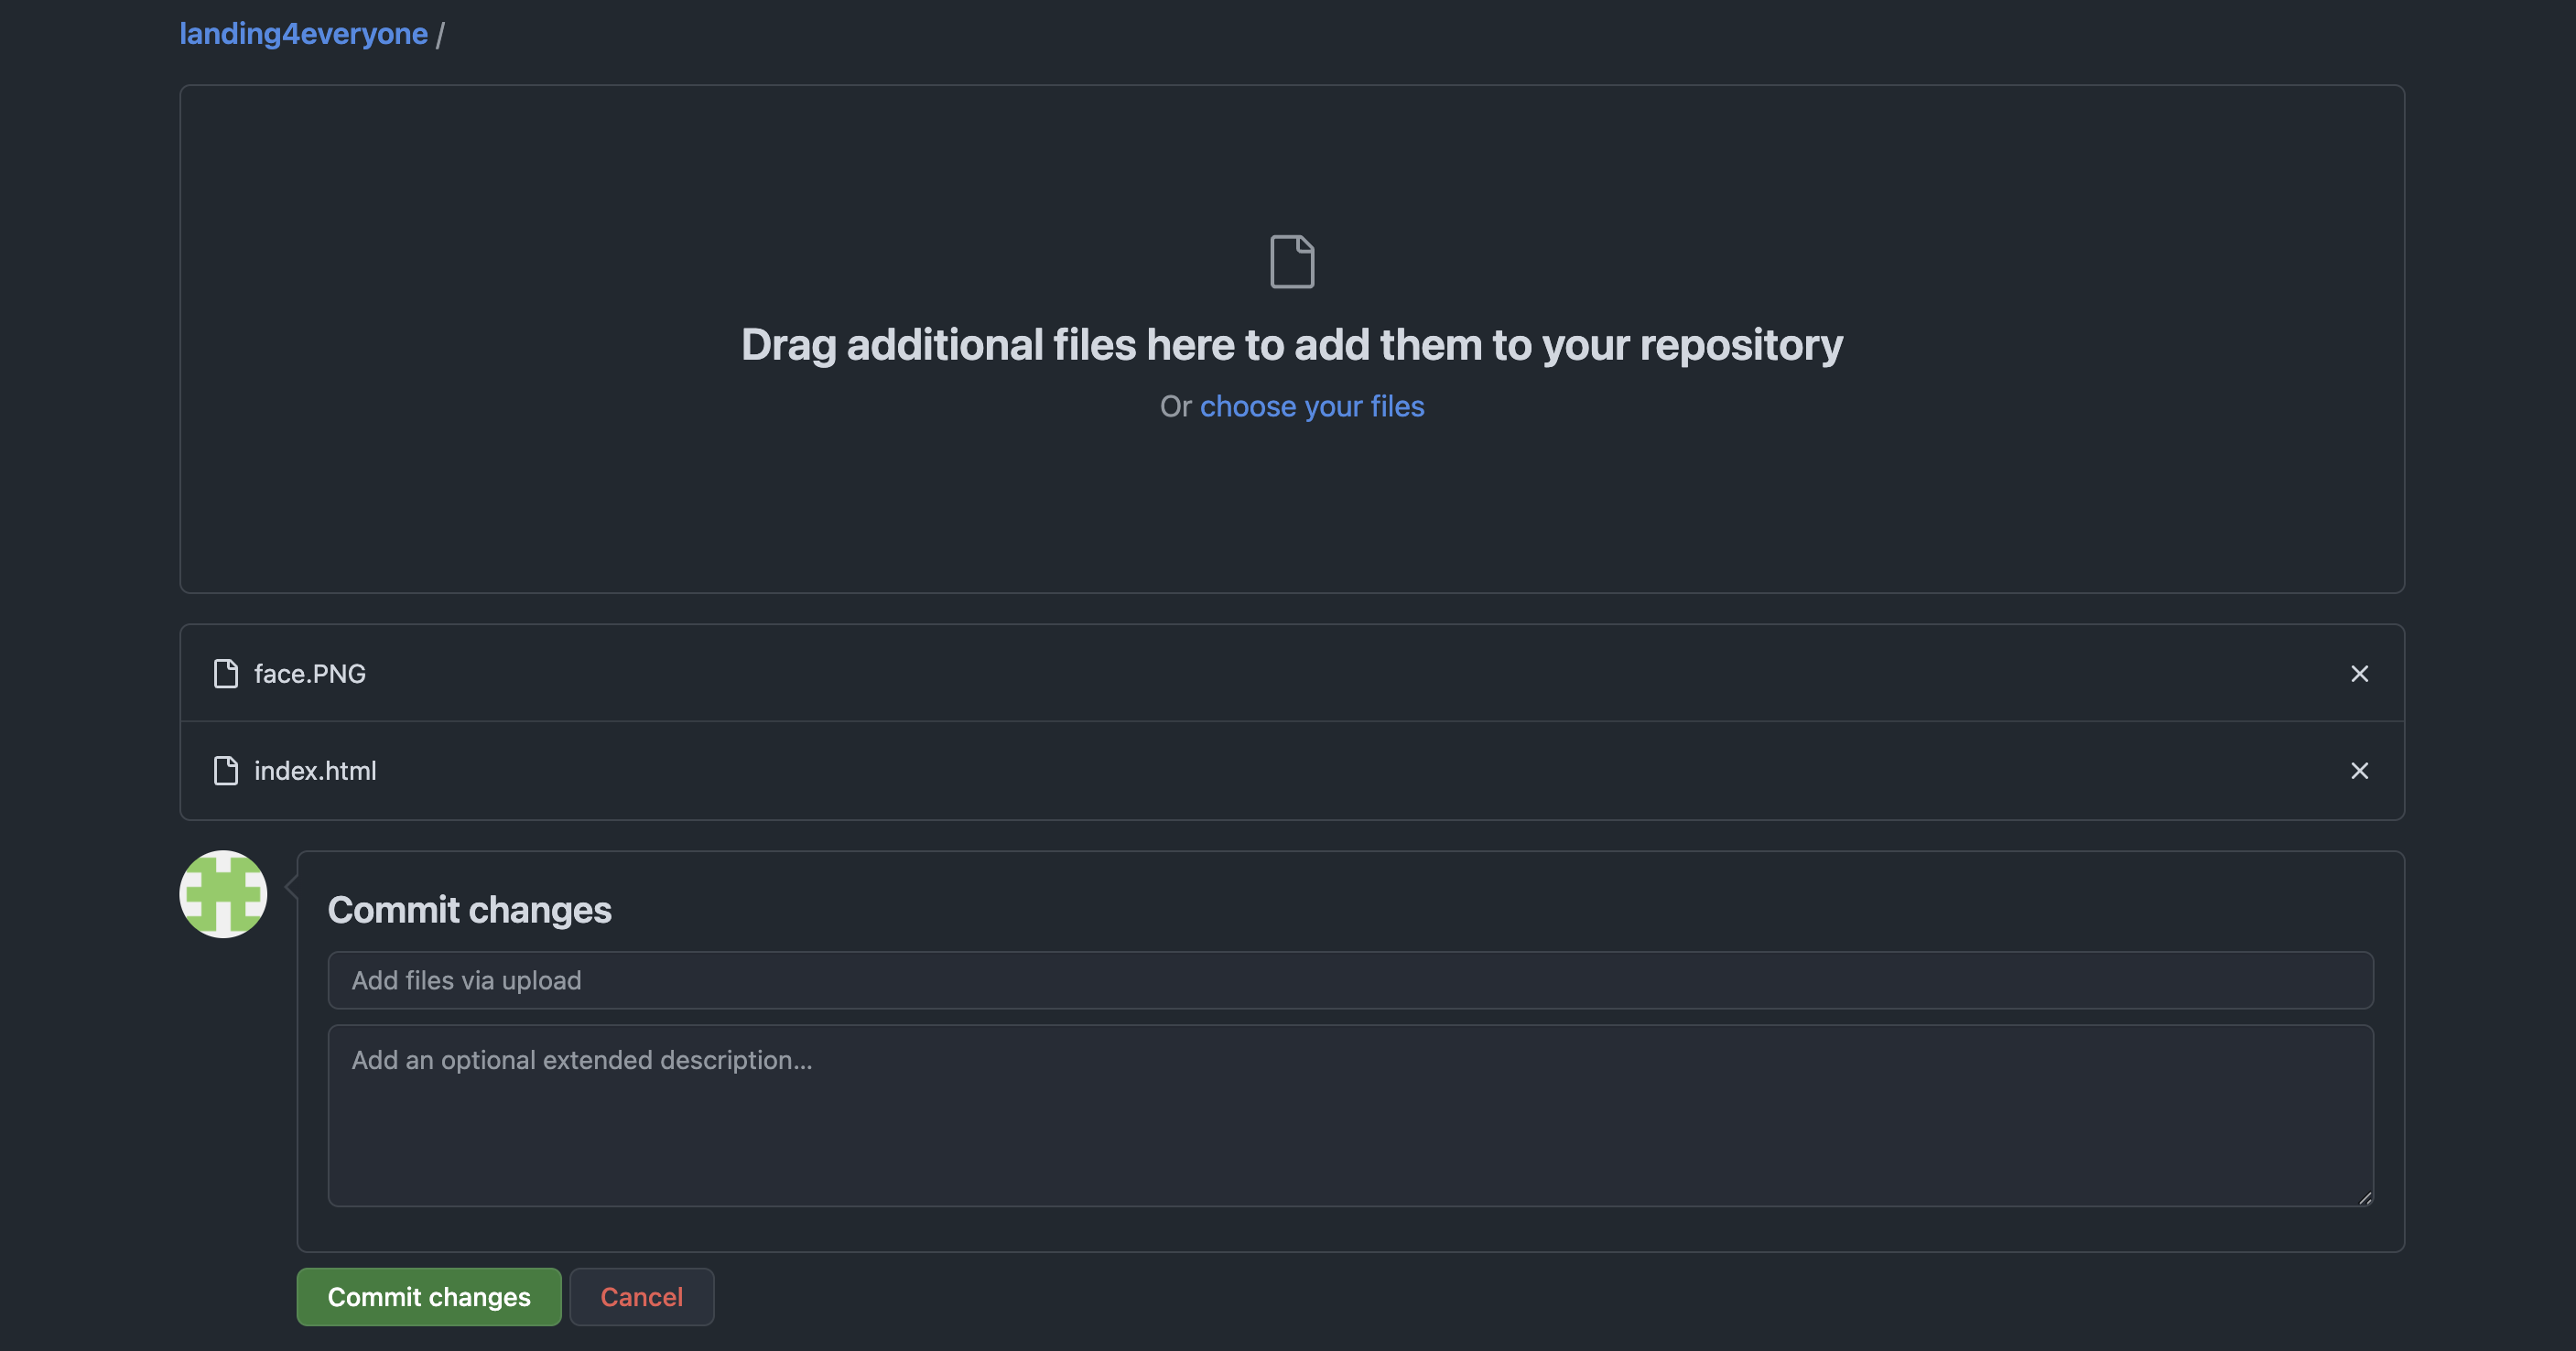 landing4everyone /
Drag additional files here to add them to your repository
Or choose your files
face.PNG
index.html
Commit changes
Add files via upload
Add an optional extended description...
Commit changes
Cancel